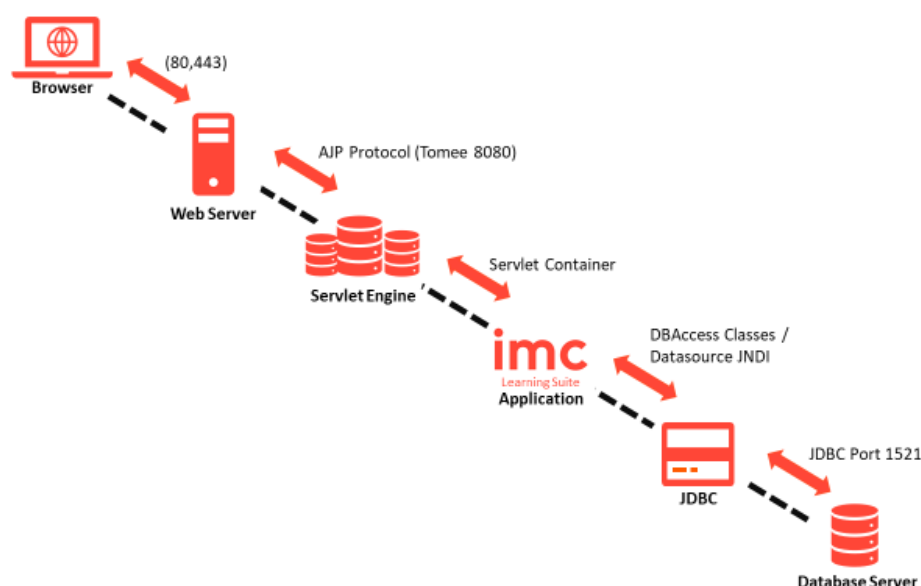 (80,443)
Browser
AJP Protocol (Tomee 8080)
Web Server
Servlet Container
Servlet Engine
imc
Learning Suite
Application
DBAccess Classes /
Datasource JNDI
JDBC Port 1521
JDBC
Database Server